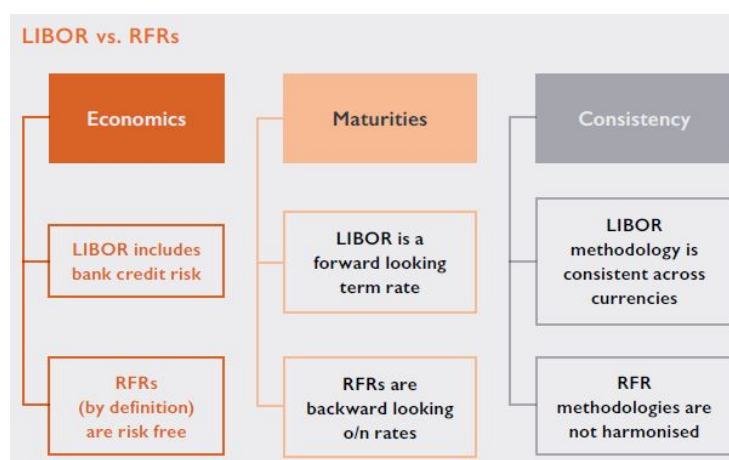 LIBOR vs. RFRs
Economics
LIBOR includes
bank credit risk
RFRs
(by definition)
are risk free
Maturities
LIBOR is a
forward looking
term rate
RFRs are
backward looking
o/n rates
Consistency
LIBOR
methodology is
consistent across
currencies
RFR
methodologies are
not harmonised